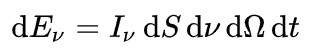 dE_ν = I_ν dS dν dΩ dt